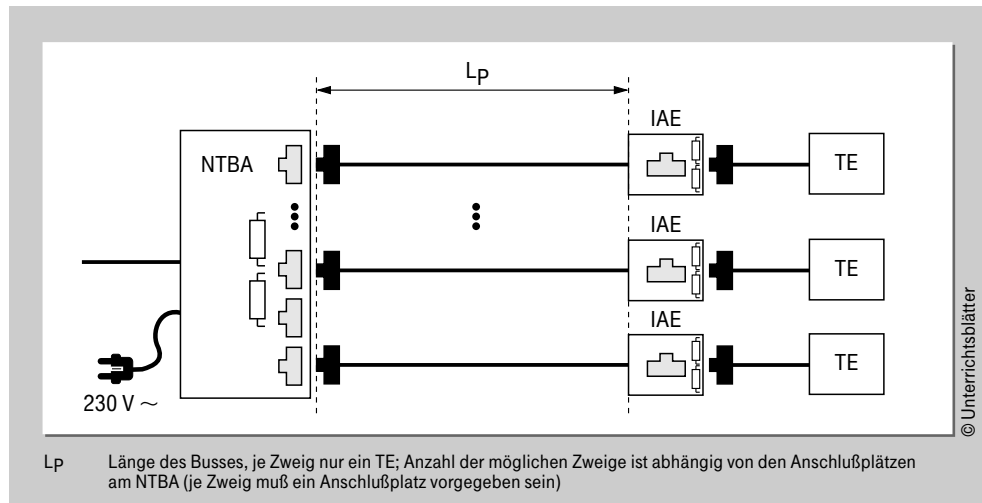 LP
IAE
NTBA
TE
IAE
TE
IAE
TE
230 V ~
© Unterrichtsblätter
LP Länge des Busses, je Zweig nur ein TE; Anzahl der möglichen Zweige ist abhängig von den Anschlußplätzen
am NTBA (je Zweig muß ein Anschlußplatz vorgegeben sein)